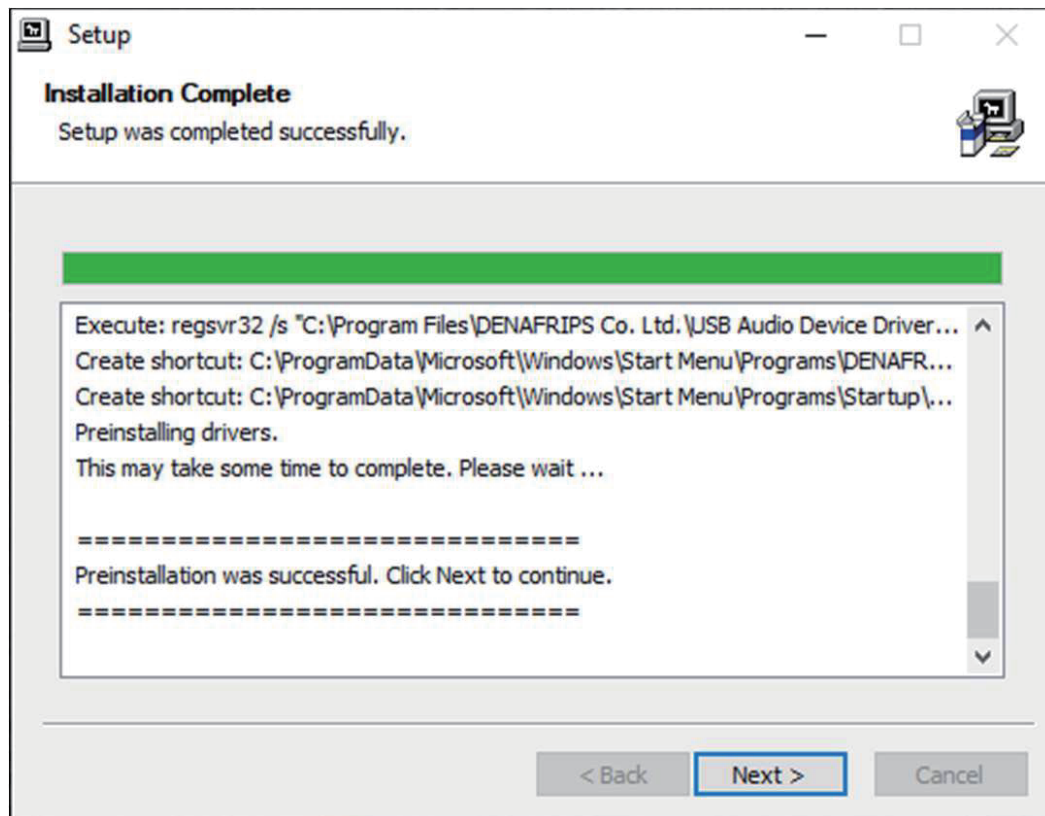 Setup
Installation Complete
Setup was completed successfully.
Execute: regsvr32 /s "C:\Program Files\DENAFRIPS Co. Ltd.\USB Audio Device Driver...
Create shortcut: C:\ProgramData\Microsoft\Windows\Start Menu\Programs\DENAFR...
Create shortcut: C:\ProgramData\Microsoft\Windows\Start Menu\Programs\Startup\...
Preinstalling drivers.
This may take some time to complete. Please wait ...
==============================
Preinstallation was successful. Click Next to continue.
==============================
< Back Next > Cancel